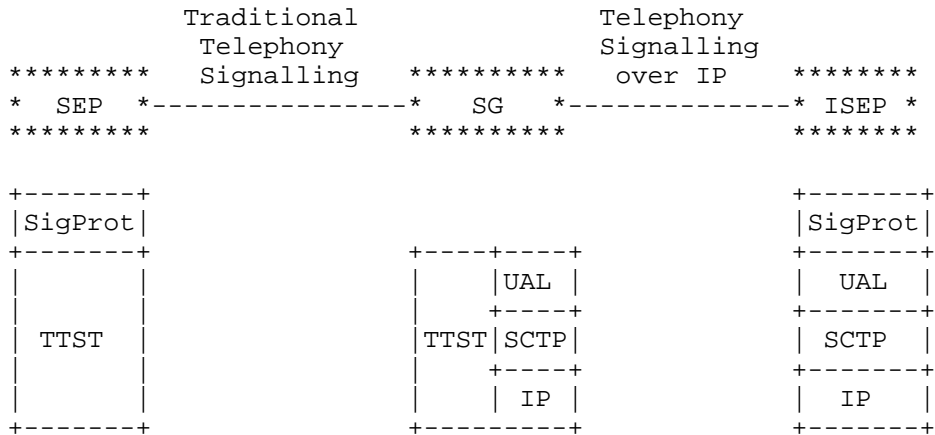 Traditional Telephony
Telephony Signalling
********* Signalling ********** over IP ********
* SEP *----------------* SG *--------------* ISEP *
********* ********** ********
+-------+ +-------+
|SigProt| |SigProt|
+-------+ +----+----+ +-------+
| | | |UAL | | UAL |
| | | +----+ +-------+
| TTST | |TTST|SCTP| | SCTP |
| | | +----+ +-------+
| | | | IP | | IP |
+-------+ +---------+ +-------+